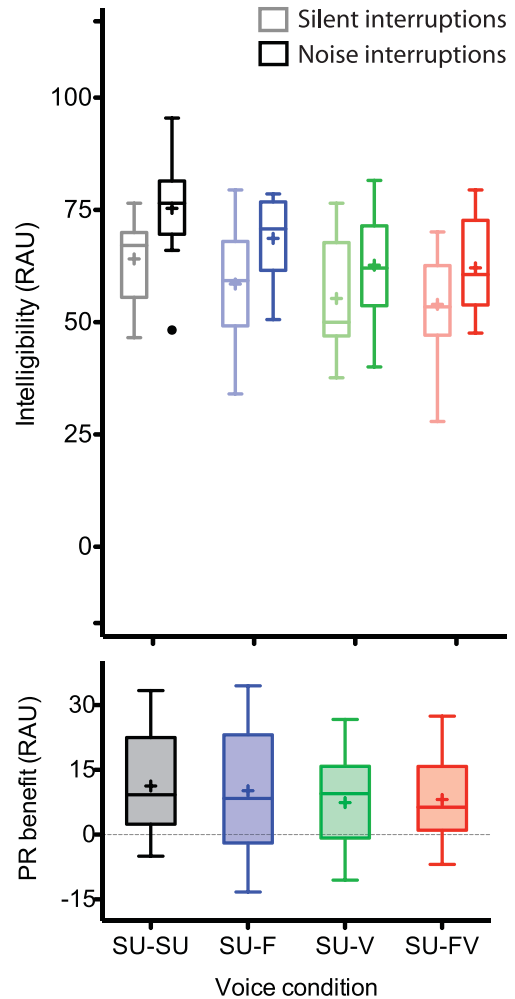 Silent interruptions
Noise interruptions
Intelligibility (RAU)
100
75
50
25
0
PR benefit (RAU)
30
15
0
-15
SU-SU SU-F SU-V SU-FV
Voice condition